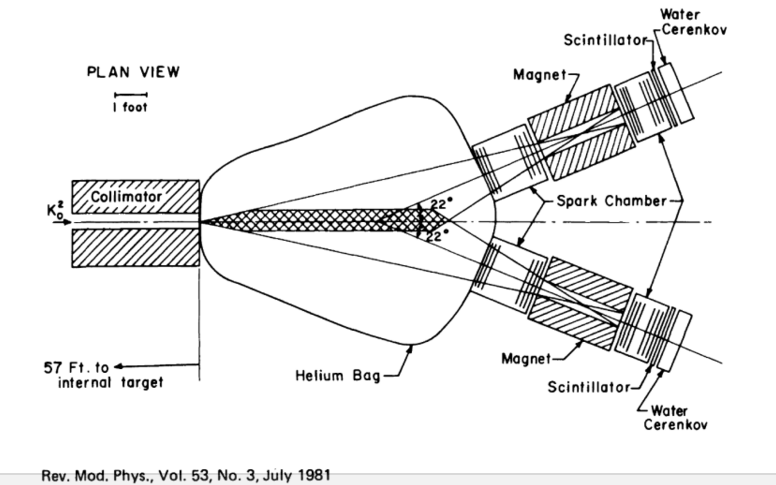 Water
Cerenkov
Scintillator
PLAN VIEW
Magnet
1 foot
Collimator
K₀²
22°
Spark Chamber
22°
57 Ft. to
internal target
Helium Bag
Magnet
Scintillator
Water
Cerenkov
Rev. Mod. Phys., Vol. 53, No. 3, July 1981